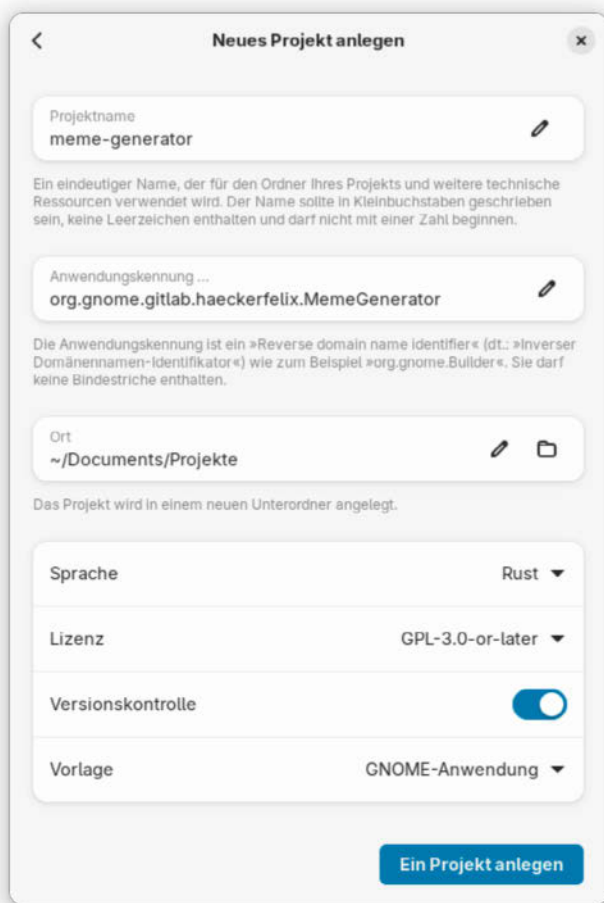 Neues Projekt anlegen
Projektname
meme-generator
Ein eindeutiger Name, der für den Ordner Ihres Projekts und weitere technische
Ressourcen verwendet wird. Der Name sollte in Kleinbuchstaben geschrieben
sein, keine Leerzeichen enthalten und darf nicht mit einer Zahl beginnen.
Anwendungskennung ...
org.gnome.gitlab.haeckerfelix.MemeGenerator
Die Anwendungskennung ist ein »Reverse domain name identifier« (dt.: »Inverser
Domänennamen-Identifikator«) wie zum Beispiel »org.gnome.Builder«. Sie darf
keine Bindestriche enthalten.
Ort
~/Documents/Projekte
Das Projekt wird in einem neuen Unterordner angelegt.
Sprache Rust
Lizenz GPL-3.0-or-later
Versionskontrolle
Vorlage GNOME-Anwendung
Ein Projekt anlegen